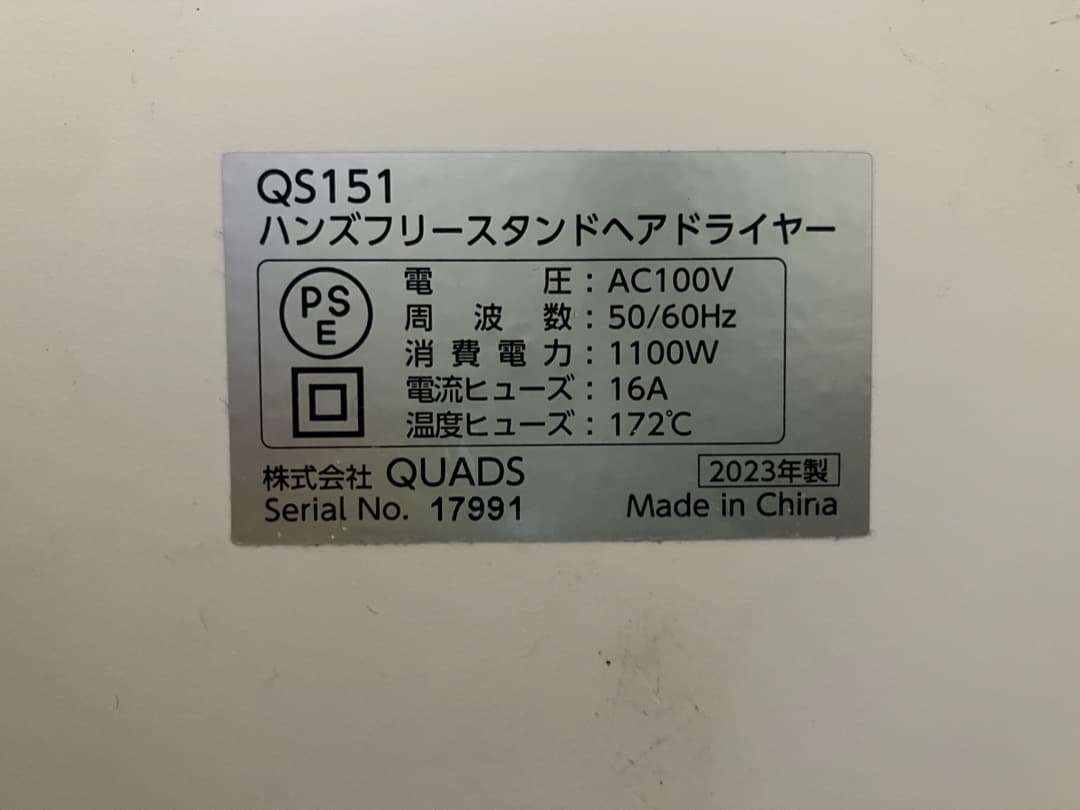 QS151
ハンズフリースタンドヘアドライヤー
PS
E
電圧：AC100V
周波数：50/60Hz
消費電力：1100W
電流ヒューズ：16A
温度ヒューズ：172℃
株式会社 QUADS
2023年製
Serial No. 17991
Made in China